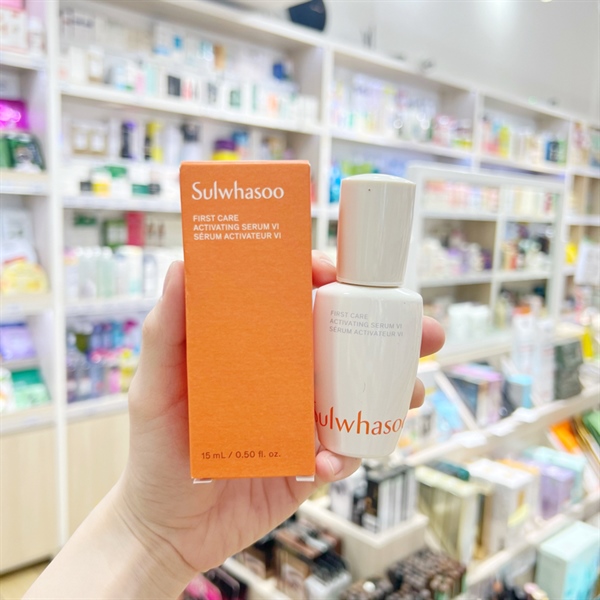 Sulwhasoo
FIRST CARE
ACTIVATING SERUM VI
SÉRUM ACTIVATEUR VI
15 mL / 0.50 fl. oz.
FIRST CARE
ACTIVATING SERUM VI
SÉRUM ACTIVATEUR VI
Sulwhasoo